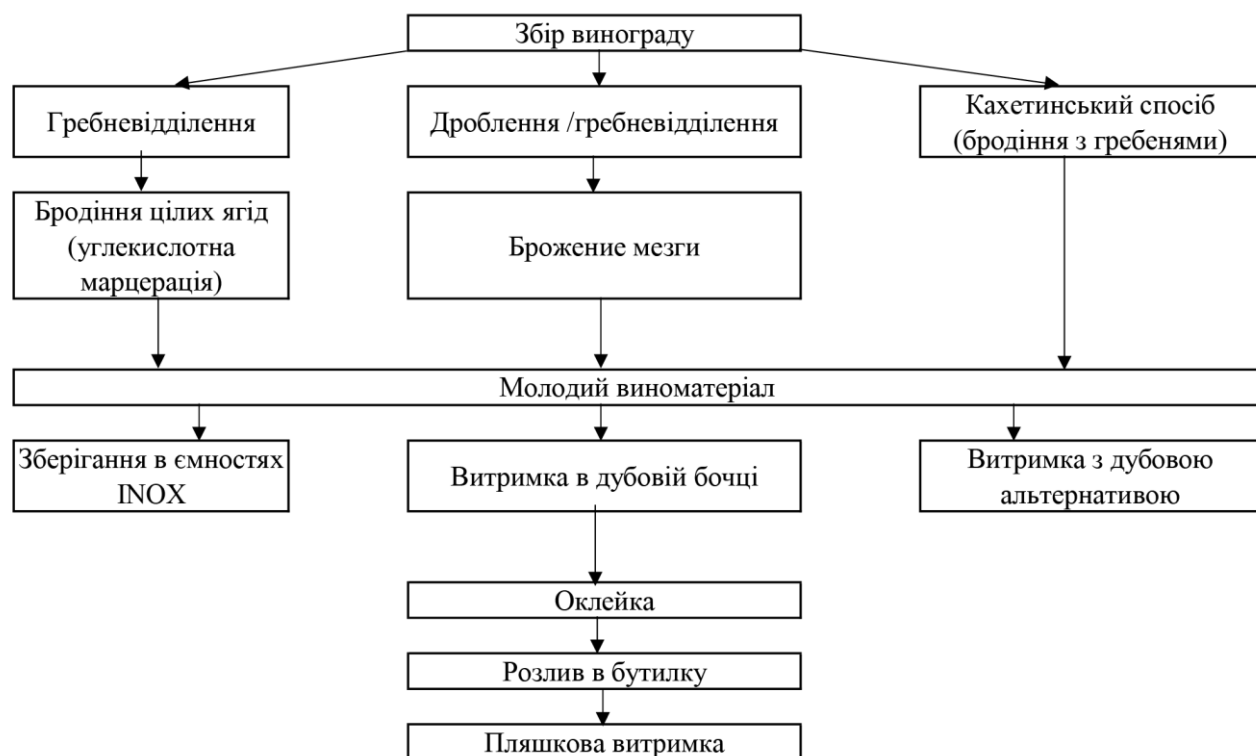 Збір винограду
Гребневідділення
Дроблення /гребневідділення
Кахетинський спосіб
(бродіння з гребенями)
Бродіння цілих ягід
(углекислотна
марцерація)
Брожение мезги
Молодий виноматеріал
Зберігання в ємностях
INOX
Витримка в дубовій бочці
Витримка з дубовою
альтернативою
Оклейка
Розлив в бутилку
Пляшкова витримка